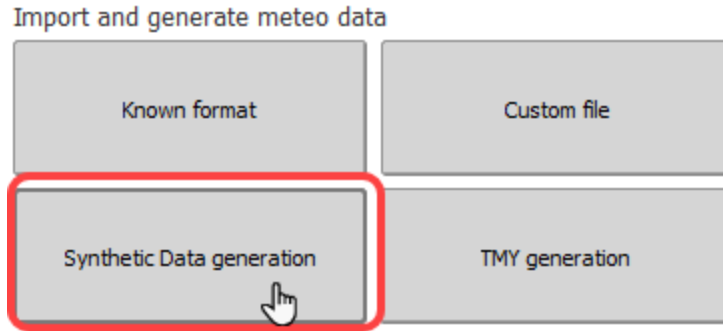 Import and generate meteo data
Known format
Custom file
Synthetic Data generation
TMY generation